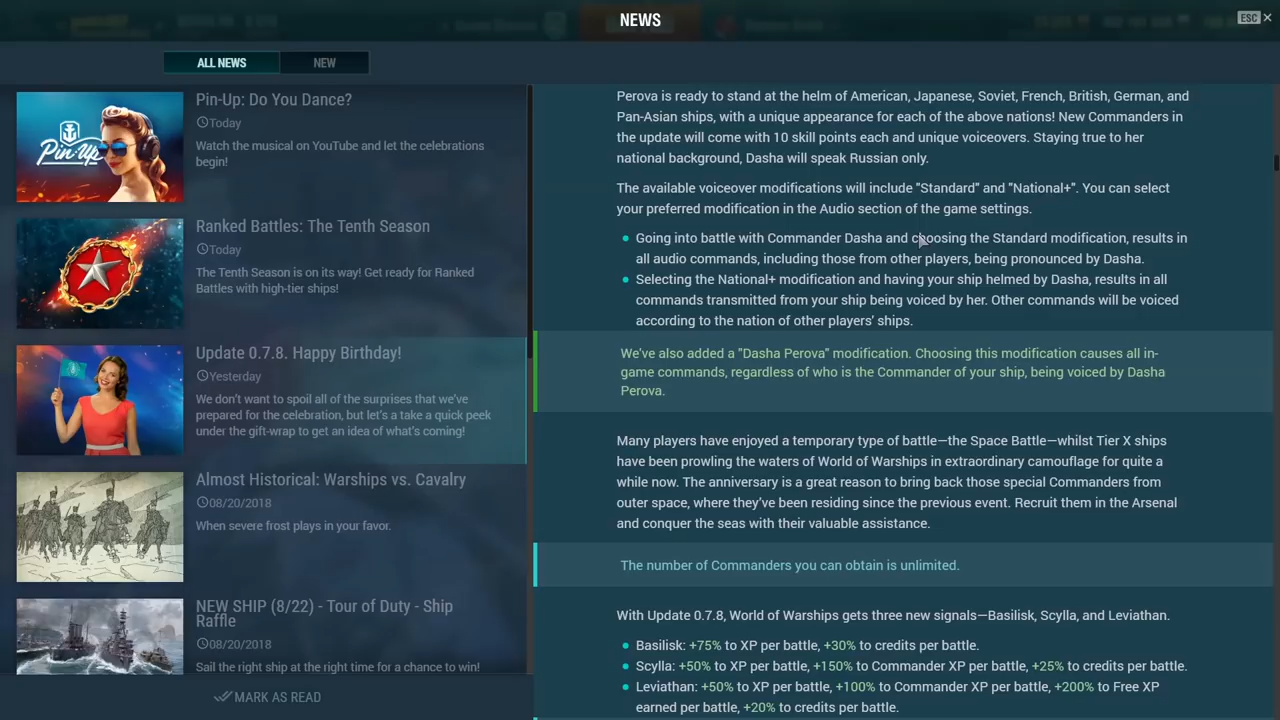 NEWS
ESC
ALL NEWS
NEW
Pin-Up: Do You Dance?
Today
Watch the musical on YouTube and let the celebrations
begin!
Pin-Up
Ranked Battles: The Tenth Season
Today
The Tenth Season is on its way! Get ready for Ranked
Battles with high-tier ships!
Update 0.7.8. Happy Birthday!
Yesterday
We don't want to spoil all of the surprises that we've
prepared for the celebration, but let's a take a quick peek
under the gift-wrap to get an idea of what's coming!
Almost Historical: Warships vs. Cavalry
08/20/2018
When severe frost plays in your favor.
NEW SHIP (8/22) - Tour of Duty - Ship
Raffle
08/20/2018
Sail the right ship at the right time for a chance to win!
MARK AS READ
Perova is ready to stand at the helm of American, Japanese, Soviet, French, British, German, and
Pan-Asian ships, with a unique appearance for each of the above nations! New Commanders in
the update will come with 10 skill points each and unique voiceovers. Staying true to her
national background, Dasha will speak Russian only.
The available voiceover modifications will include "Standard" and "National+". You can select
your preferred modification in the Audio section of the game settings.
Going into battle with Commander Dasha and choosing the Standard modification, results in
all audio commands, including those from other players, being pronounced by Dasha.
Selecting the National+ modification and having your ship helmed by Dasha, results in all
commands transmitted from your ship being voiced by her. Other commands will be voiced
according to the nation of other players' ships.
We've also added a "Dasha Perova" modification. Choosing this modification causes all in-
game commands, regardless of who is the Commander of your ship, being voiced by Dasha
Perova.
Many players have enjoyed a temporary type of battle—the Space Battle—whilst Tier X ships
have been prowling the waters of World of Warships in extraordinary camouflage for quite a
while now. The anniversary is a great reason to bring back those special Commanders from
outer space, where they've been residing since the previous event. Recruit them in the Arsenal
and conquer the seas with their valuable assistance.
The number of Commanders you can obtain is unlimited.
With Update 0.7.8, World of Warships gets three new signals—Basilisk, Scylla, and Leviathan.
Basilisk: +75% to XP per battle, +30% to credits per battle.
Scylla: +50% to XP per battle, +150% to Commander XP per battle, +25% to credits per battle.
Leviathan: +50% to XP per battle, +100% to Commander XP per battle, +200% to Free XP
earned per battle, +20% to credits per battle.